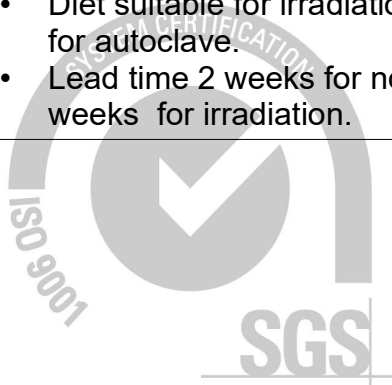 • Diet suitable for irradiation
for autoclave.
• Lead time 2 weeks for
weeks for irradiation.
SYSTEM CERTIFICATION
ISO 9001
SGS